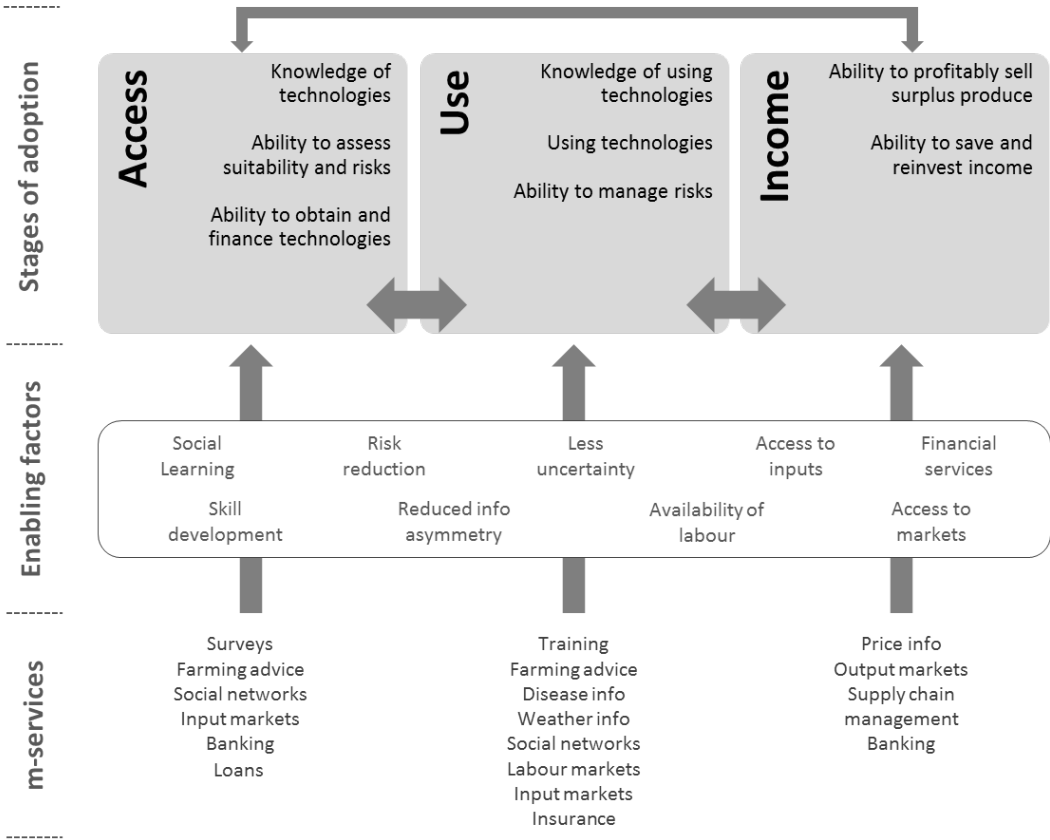 Stages of adoption
Access
Knowledge of
technologies
Ability to assess
suitability and risks
Ability to obtain and
finance technologies
Use
Knowledge of using
technologies
Using technologies
Ability to manage risks
Income
Ability to profitably sell
surplus produce
Ability to save and
reinvest income
Enabling factors
Social
Learning
Risk
reduction
Less
uncertainty
Access to
inputs
Financial
services
Skill
development
Reduced info
asymmetry
Availability of
labour
Access to
markets
m-services
Surveys
Farming advice
Social networks
Input markets
Banking
Loans
Training
Farming advice
Disease info
Weather info
Social networks
Labour markets
Input markets
Insurance
Price info
Output markets
Supply chain
management
Banking